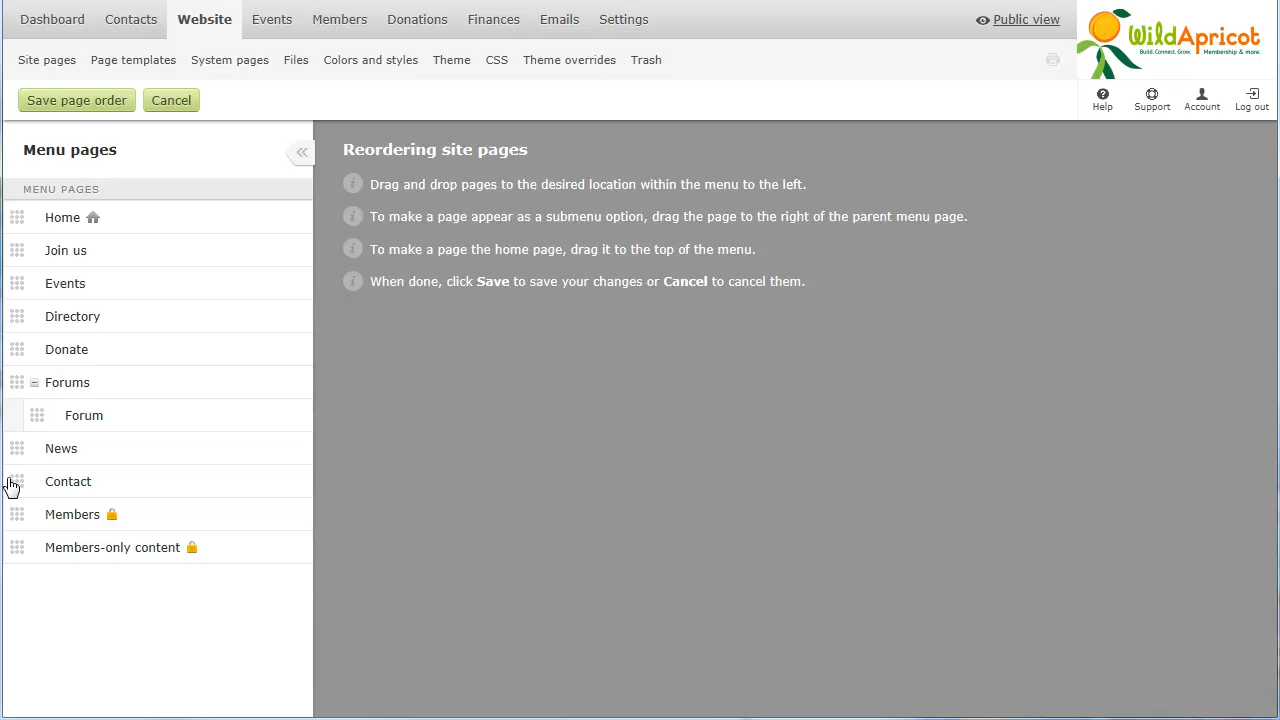 Dashboard Contacts Website Events Members Donations Finances Emails Settings Public view
WildApricot
Build. Connect. Grow. Membership & more.
Site pages Page templates System pages Files Colors and styles Theme CSS Theme overrides Trash
Save page order Cancel
Help Support Account Log out
Menu pages
MENU PAGES
Home
Join us
Events
Directory
Donate
Forums
Forum
News
Contact
Members
Members-only content
Reordering site pages
Drag and drop pages to the desired location within the menu to the left.
To make a page appear as a submenu option, drag the page to the right of the parent menu page.
To make a page the home page, drag it to the top of the menu.
When done, click Save to save your changes or Cancel to cancel them.